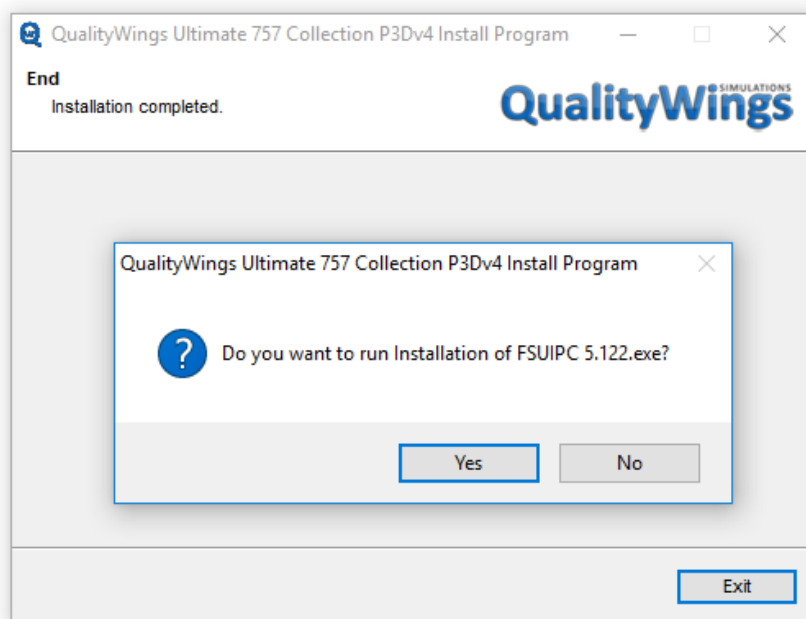 QualityWings Ultimate 757 Collection P3Dv4 Install Program
End
Installation completed.
SIMULATIONS
QualityWings
QualityWings Ultimate 757 Collection P3Dv4 Install Program
Do you want to run Installation of FSUIPC 5.122.exe?
Yes
No
Exit